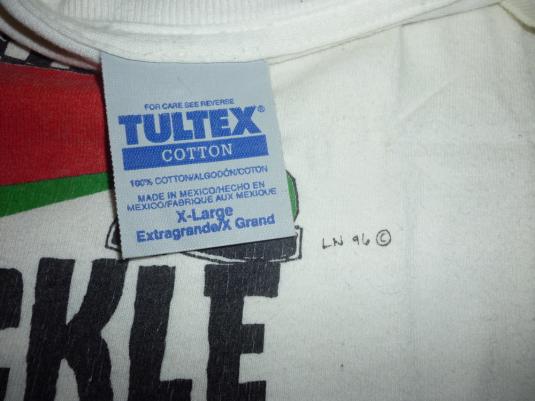 FOR CARE SEE REVERSE
TULTEX®
COTTON
100% COTTON/ALGODÓN/COTON
MADE IN MEXICO/HECHO EN
MEXICO/FABRIQUE AUX MEXIQUE
X-Large
Extragrande/X Grand
LN 96 ©
CKLE